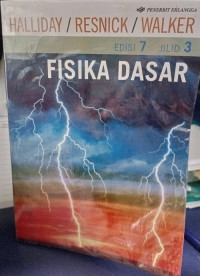 PENERBIT ERLANGGA
HALLIDAY / RESNICK / WALKER
EDISI 7 JILID 3
FISIKA DASAR